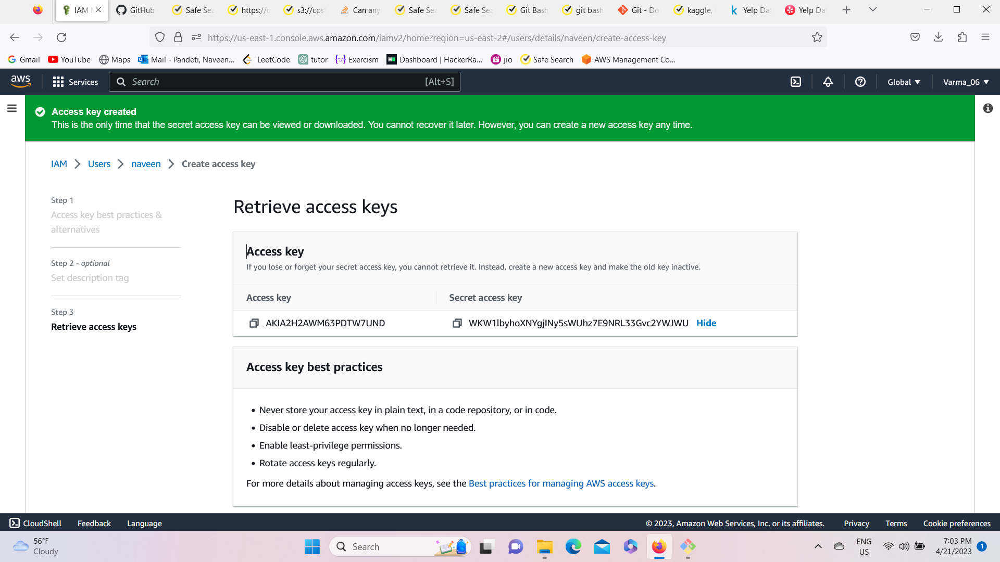 IAM M
GitHub
Safe Sea
https://c
s3://cps
Can any
Safe Sea
Safe Sea
Git Bash
git bash
Git - Do
kaggle,
Yelp Da
Yelp Da
https://us-east-1.console.aws.amazon.com/iamv2/home?region=us-east-2#/users/details/naveen/create-access-key
Gmail
YouTube
Maps
Mail - Pandeti, Naveen...
LeetCode
tutor
Exercism
Dashboard | HackerRa...
jio
Safe Search
AWS Management Co...
aws
Services
Search
[Alt+S]
Global
Varma_06
Access key created
This is the only time that the secret access key can be viewed or downloaded. You cannot recover it later. However, you can create a new access key any time.
IAM
Users
naveen
Create access key
Step 1
Access key best practices &
alternatives
Step 2 - optional
Set description tag
Step 3
Retrieve access keys
Retrieve access keys
Access key
If you lose or forget your secret access key, you cannot retrieve it. Instead, create a new access key and make the old key inactive.
Access key
Secret access key
AKIA2H2AWM63PDTW7UND
WKW1lbyhoXNYgjINy5sWUhz7E9NRL33Gvc2YWJWU
Hide
Access key best practices
• Never store your access key in plain text, in a code repository, or in code.
• Disable or delete access key when no longer needed.
• Enable least-privilege permissions.
• Rotate access keys regularly.
For more details about managing access keys, see the Best practices for managing AWS access keys.
CloudShell
Feedback
Language
© 2023, Amazon Web Services, Inc. or its affiliates.
Privacy
Terms
Cookie preferences
56°F
Cloudy
Search
ENG
US
7:03 PM
4/21/2023
1